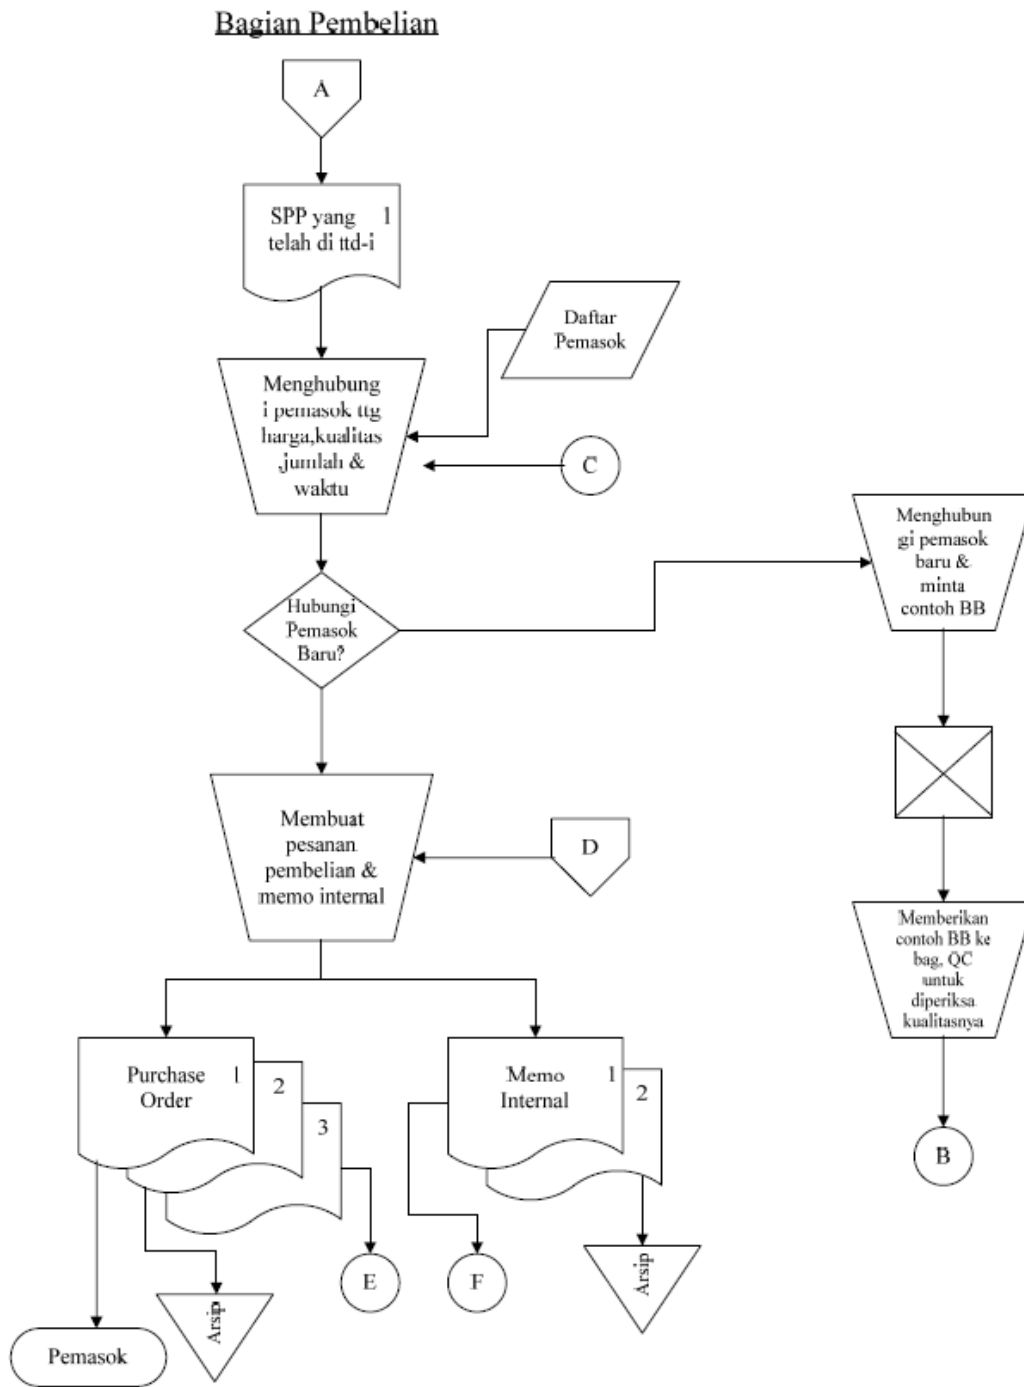 Bagian Pembelian
A
SPP yang 1
telah di ttd-i
Daftar
Pemasok
Menghubung
i pemasok ttg
harga,kualitas
,jumlah &
waktu
C
Menghubun
gi pemasok
baru &
minta
contoh BB
Hubungi
Pemasok
Baru?
Membuat
pesanan
pembelian &
memo internal
D
Memberikan
contoh BB ke
bag, QC
untuk
diperiksa
kualitasnya
Purchase 1
Order
2
3
Memo 1
Internal
2
B
E
F
Arsip
Arsip
Pemasok